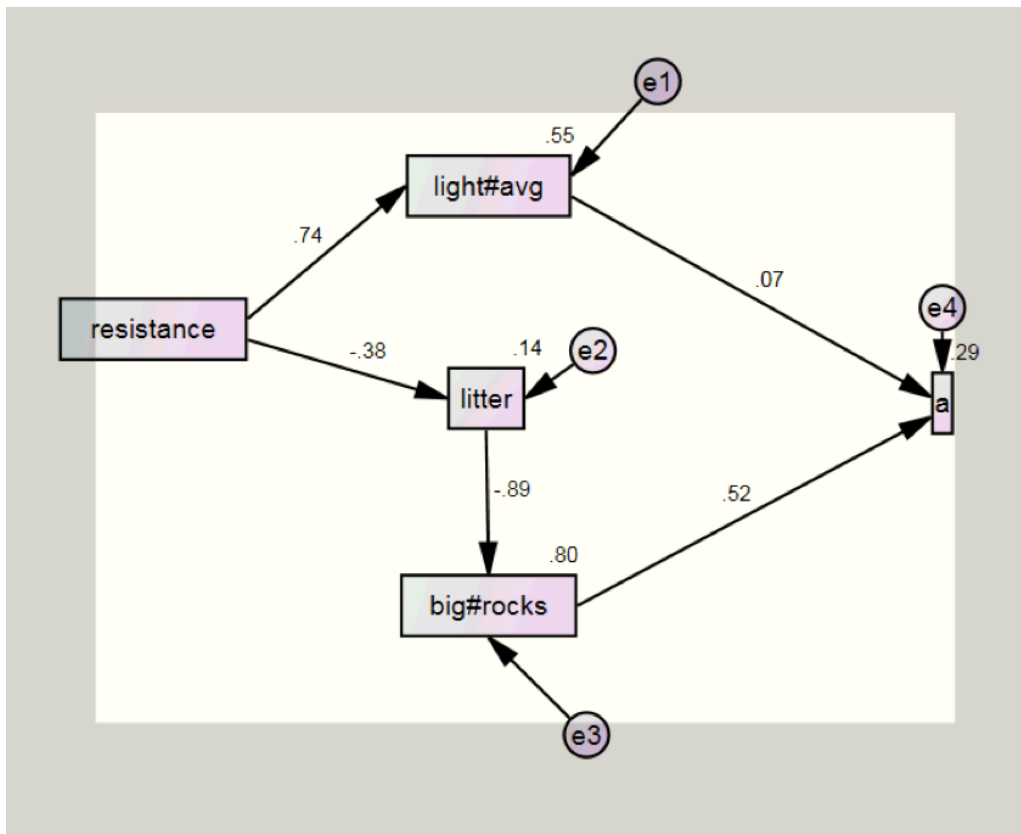 e1
.55
light#avg
.74
.07
resistance
e4
.29
-.38
.14
e2
litter
a
-.89
.52
.80
big#rocks
e3